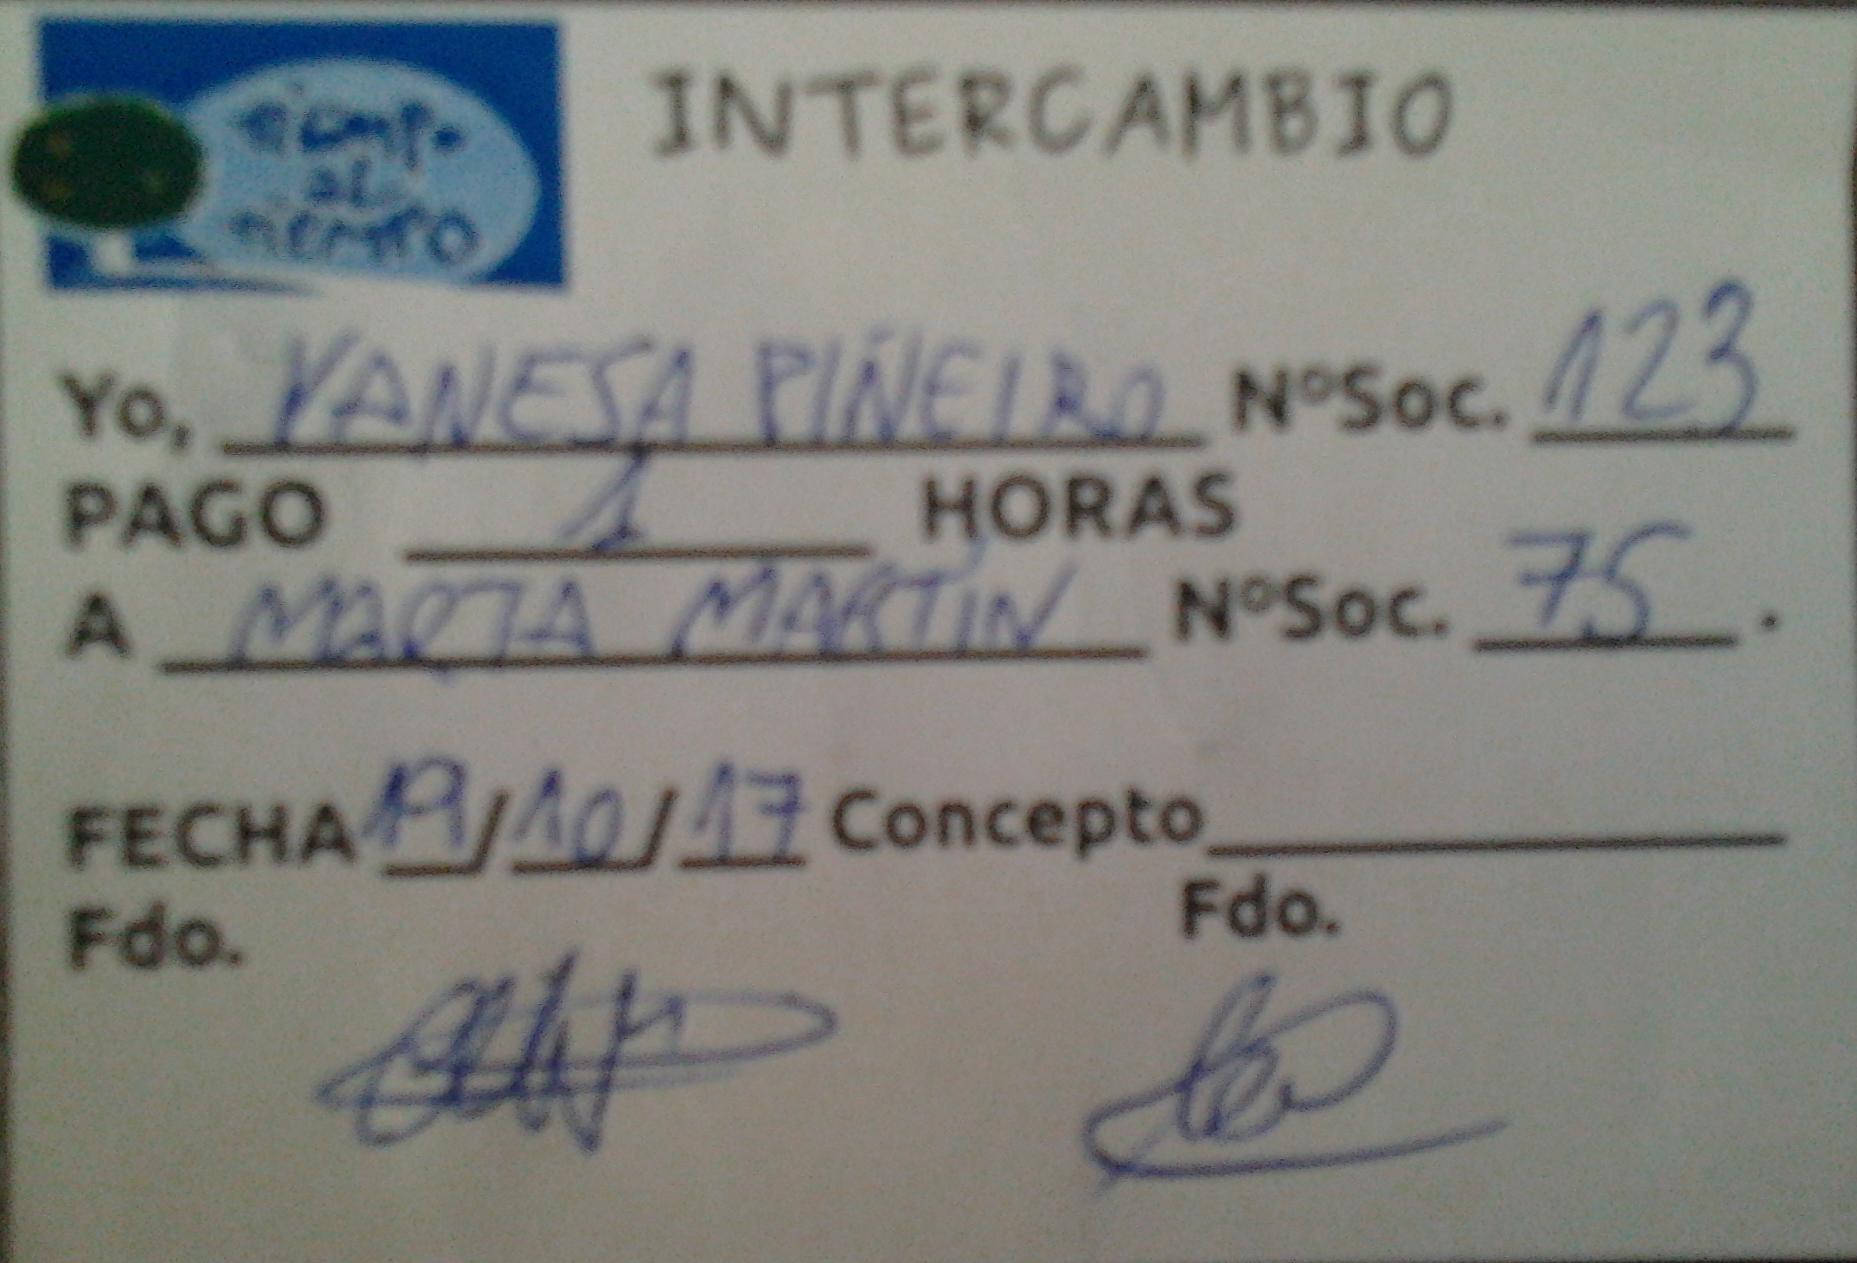 TIEMPO
AL
TIEMPO
INTERCAMBIO
Yo, VANESA PIÑEIRO NºSoc. 123
PAGO 1 HORAS
A MARTA MARTÍN NºSoc. 75.
FECHA 19/10/17 Concepto
Fdo. Fdo.